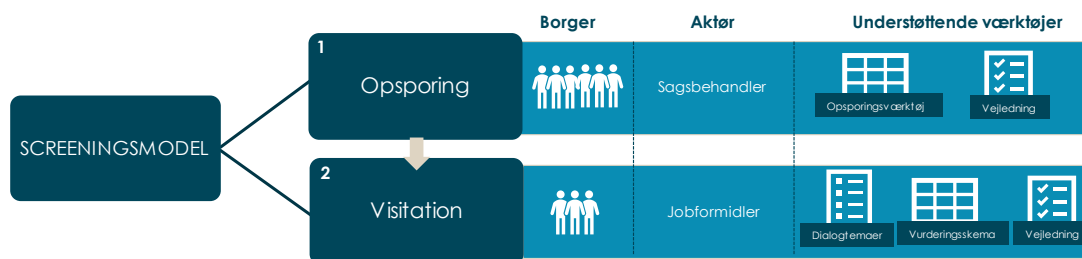 Borger
Aktør
Understøttende værktøjer
SCREENINGSMODEL
1
Opsporing
Sagsbehandler
Opsporingsværktøj
Vejledning
2
Visitation
Jobformidler
Dialogtemaer
Vurderingsskema
Vejledning